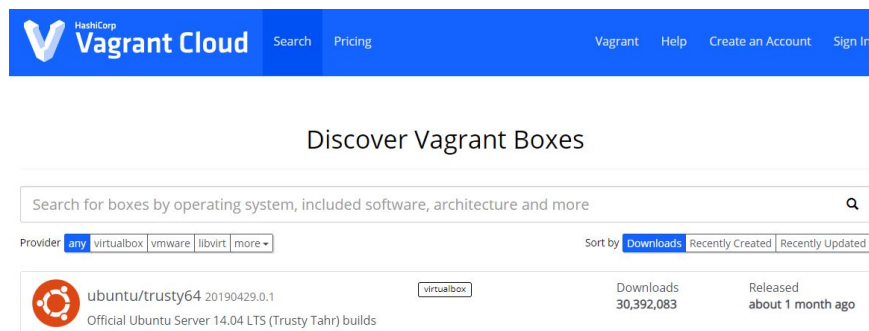 HashiCorp
Vagrant Cloud Search Pricing Vagrant Help Create an Account Sign In
Discover Vagrant Boxes
Search for boxes by operating system, included software, architecture and more
Provider any virtualbox vmware libvirt more Sort by Downloads Recently Created Recently Updated
ubuntu/trusty64 20190429.0.1 virtualbox Downloads Released
30,392,083 about 1 month ago
Official Ubuntu Server 14.04 LTS (Trusty Tahr) builds